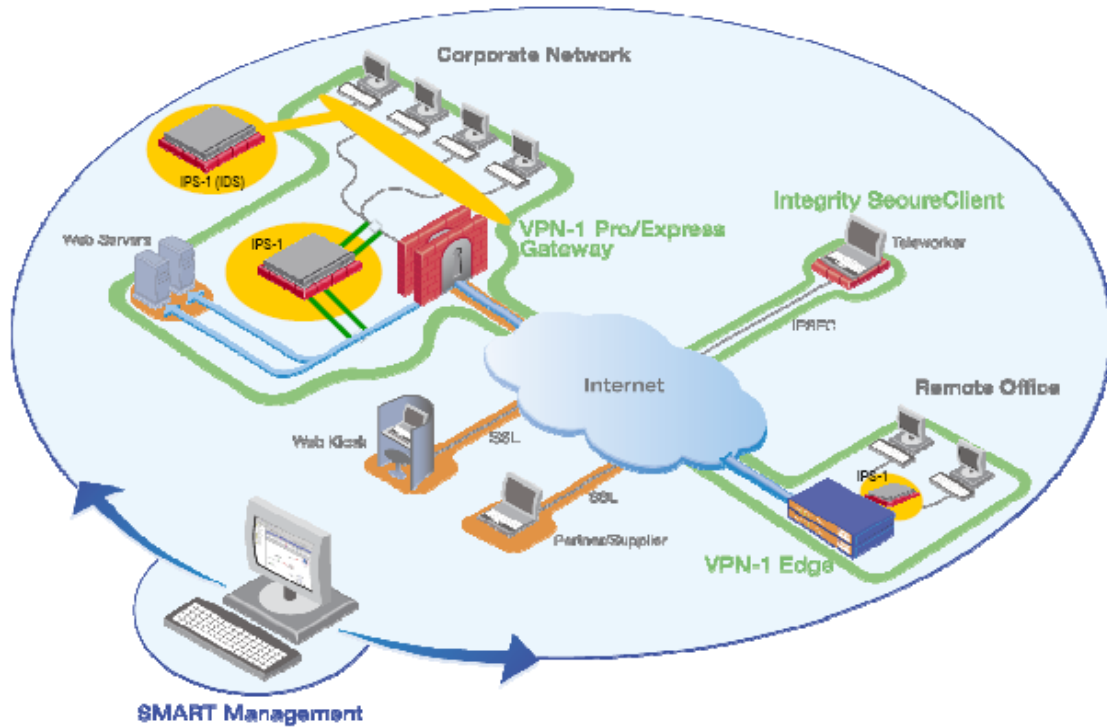 Corporate Network
IPS-1 (IDS)
Integrity SecureClient
VPN-1 Pro/Express
Gateway
Web Servers
IPS-1
Teleworker
IPSEC
Internet
Remote Office
Web Kiosk
SSL
IPS-1
SSL
Partner/Supplier
VPN-1 Edge
SMART Management